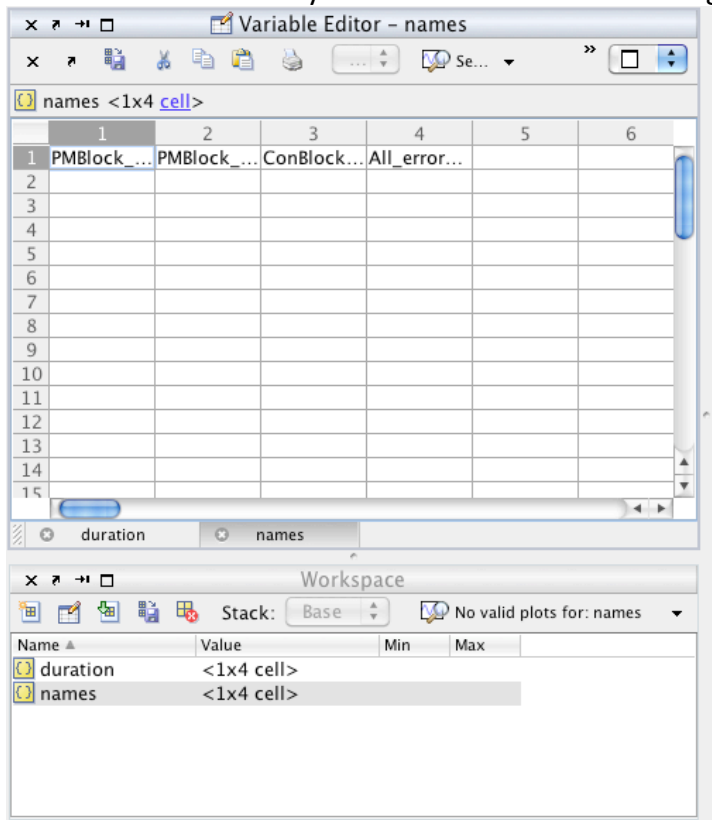 Variable Editor – names
... Se...
names <1x4 cell>
1 2 3 4 5 6
1 PMBlock_... PMBlock_... ConBlock... All_error...
2
3
4
5
6
7
8
9
10
11
12
13
14
15
duration names
Workspace
Stack: Base No valid plots for: names
Name Value Min Max
duration <1x4 cell>
names <1x4 cell>